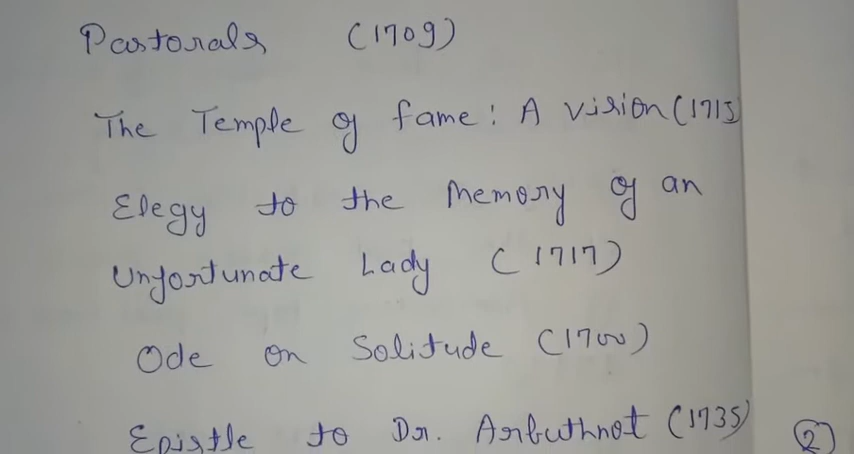 Pastorals (1709)
The Temple of fame: A vision (1715
Elegy to the Memory of an
Unfortunate Lady (1717)
Ode on Solitude (1700)
Epistle to Dr. Arbuthnot (1735)
2